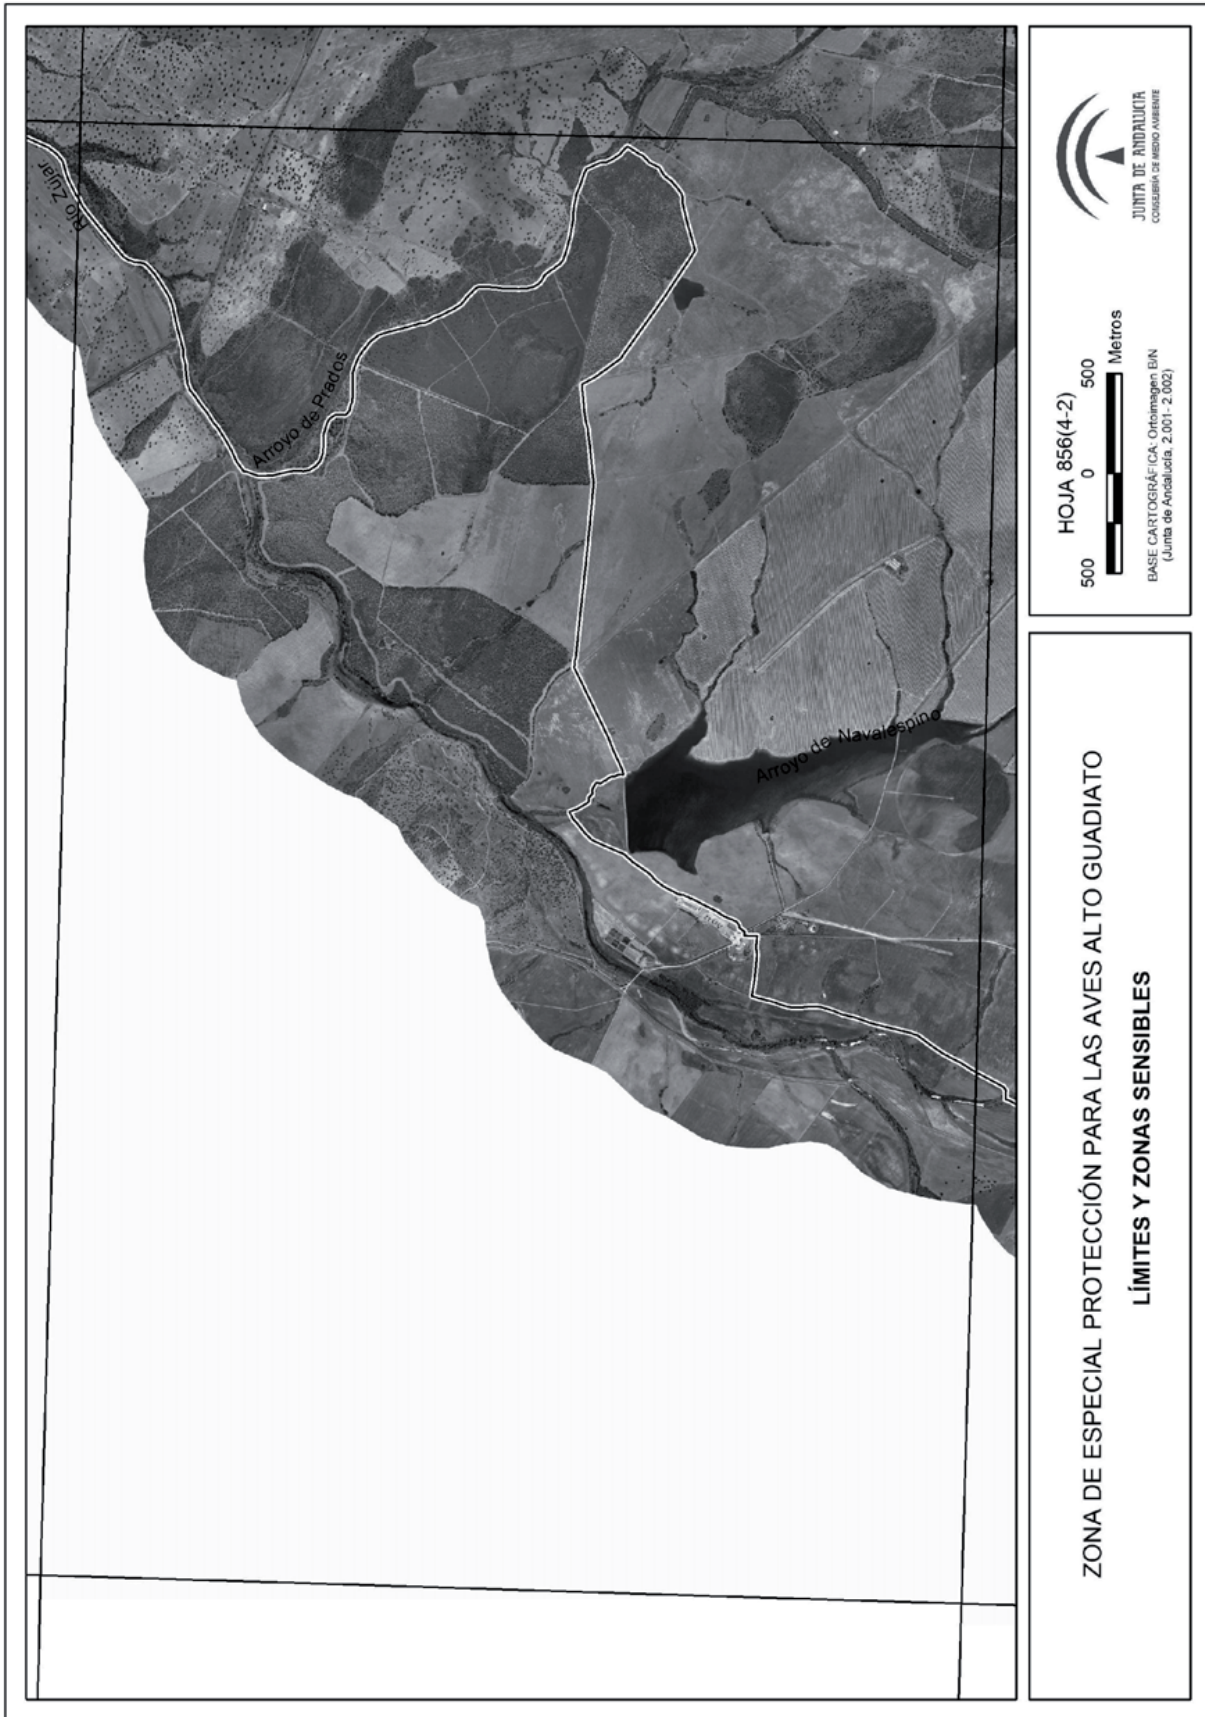 Río Zujar
Arroyo de Prados
Arroyo de Navalespino
ZONA DE ESPECIAL PROTECCIÓN PARA LAS AVES ALTO GUADIATO
LÍMITES Y ZONAS SENSIBLES
HOJA 856(4-2)
500 0 500
Metros
BASE CARTOGRÁFICA: Ortoimagen B/N
(Junta de Andalucía, 2.001- 2.002)
JUNTA DE ANDALUCIA
CONSEJERÍA DE MEDIO AMBIENTE